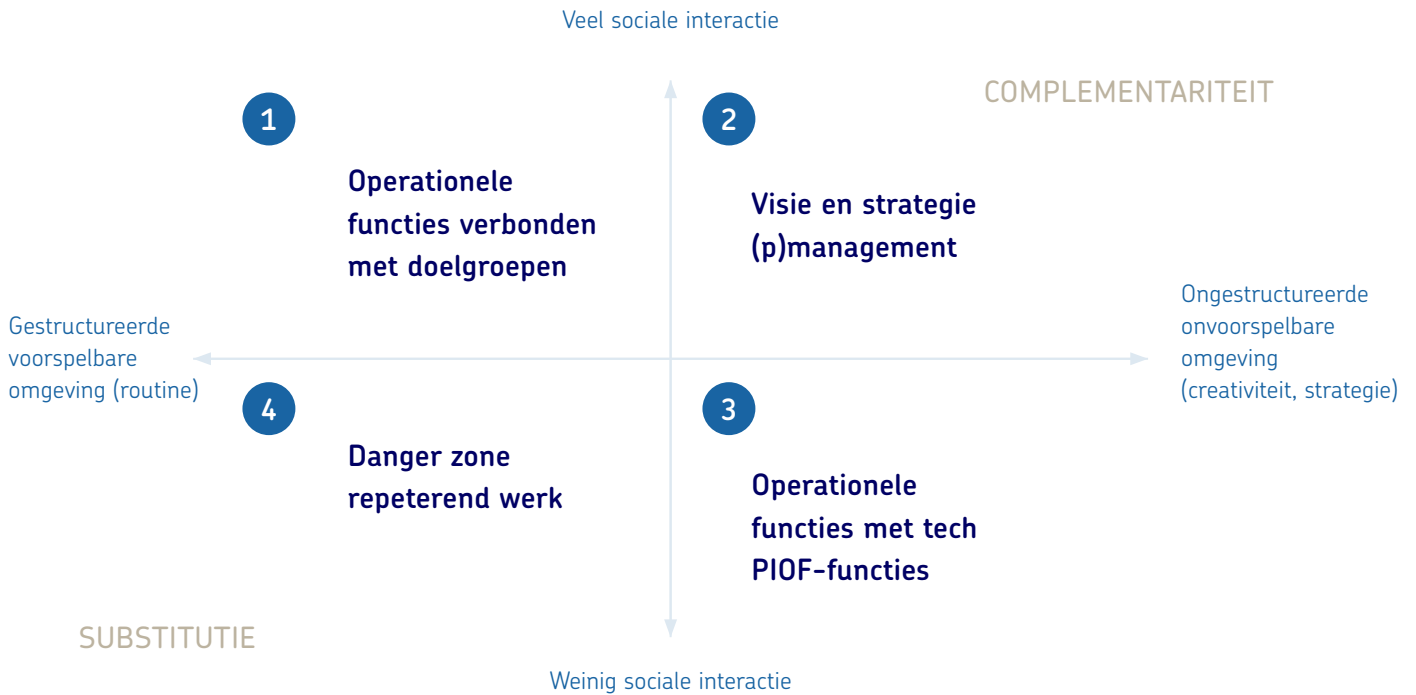 Veel sociale interactie
COMPLEMENTARITEIT
1
Operationele
functies verbonden
met doelgroepen
2
Visie en strategie
(p)management
Gestructureerde
voorspelbare
omgeving (routine)
Ongestructureerde
onvoorspelbare
omgeving
(creativiteit, strategie)
4
Danger zone
repeterend werk
3
Operationele
functies met tech
PIOF-functies
SUBSTITUTIE
Weinig sociale interactie